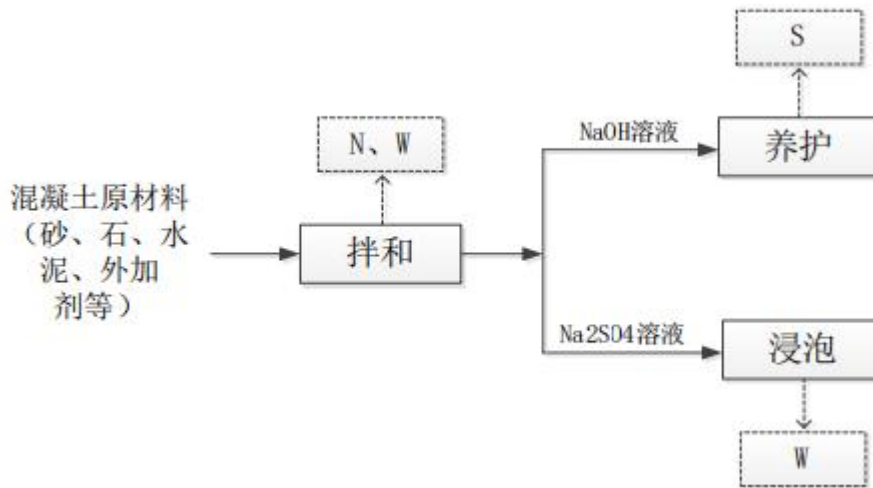 S
NaOH溶液
养护
N、W
混凝土原材料
（砂、石、水
泥、外加
剂等）
拌和
Na2SO4溶液
浸泡
W